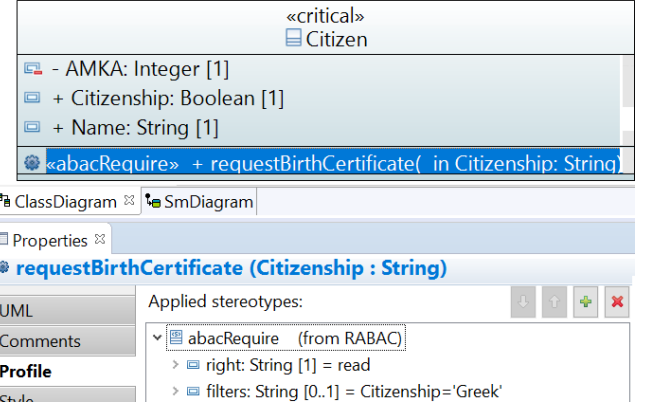 «critical»
Citizen
- AMKA: Integer [1]
+ Citizenship: Boolean [1]
+ Name: String [1]
«abacRequire» + requestBirthCertificate( in Citizenship: String)
ClassDiagram SmDiagram
Properties
requestBirthCertificate (Citizenship : String)
UML
Applied stereotypes:
Comments
abacRequire (from RABAC)
Profile
right: String [1] = read
Style
filters: String [0..1] = Citizenship='Greek'